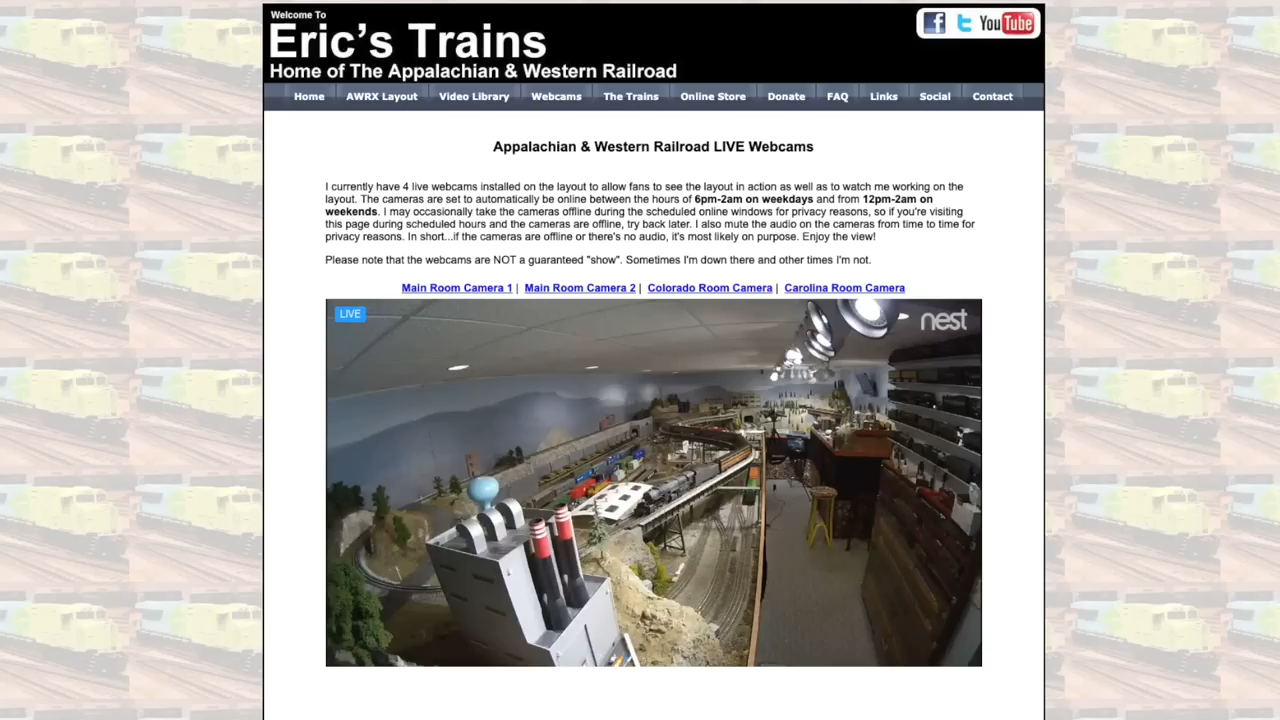 Welcome To
Eric's Trains
Home of The Appalachian & Western Railroad
f t YouTube
Home AWRX Layout Video Library Webcams The Trains Online Store Donate FAQ Links Social Contact
Appalachian & Western Railroad LIVE Webcams
I currently have 4 live webcams installed on the layout to allow fans to see the layout in action as well as to watch me working on the
layout. The cameras are set to automatically be online between the hours of 6pm-2am on weekdays and from 12pm-2am on
weekends. I may occasionally take the cameras offline during the scheduled online windows for privacy reasons, so if you're visiting
this page during scheduled hours and the cameras are offline, try back later. I also mute the audio on the cameras from time to time for
privacy reasons. In short...if the cameras are offline or there's no audio, it's most likely on purpose. Enjoy the view!
Please note that the webcams are NOT a guaranteed "show". Sometimes I'm down there and other times I'm not.
Main Room Camera 1 | Main Room Camera 2 | Colorado Room Camera | Carolina Room Camera
LIVE
nest